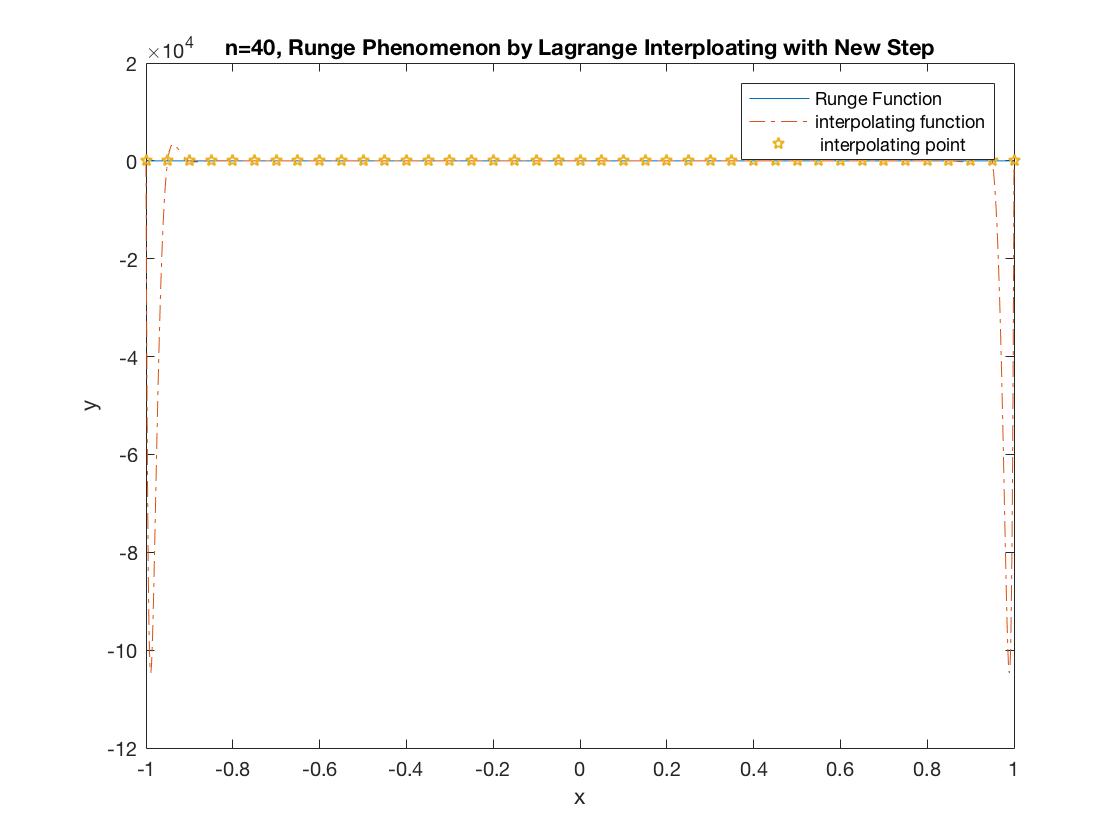 n=40, Runge Phenomenon by Lagrange Interploating with New Step
×10⁴
2
0
-2
-4
-6
-8
-10
-12
y
Runge Function
interpolating function
interpolating point
-1 -0.8 -0.6 -0.4 -0.2 0 0.2 0.4 0.6 0.8 1
x